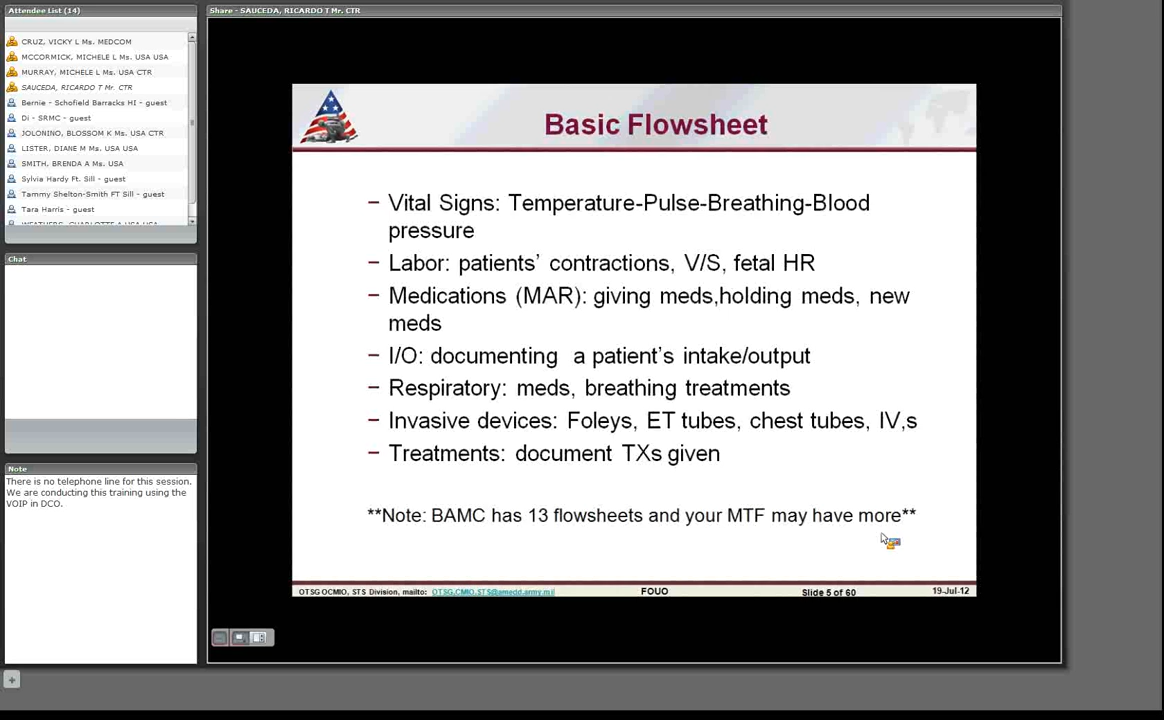 Attendee List (14)
CRUZ, VICKY L Ms. MEDCOM
MCCORMICK, MICHELE L Ms. USA USA
MURRAY, MICHELE L Ms. USA CTR
SAUCEDA, RICARDO T Mr. CTR
Bernie - Schofield Barracks HI - guest
Di - SRMC - guest
JOLONINO, BLOSSOM K Ms. USA CTR
LISTER, DIANE M Ms. USA USA
SMITH, BRENDA A Ms. USA
Sylvia Hardy Ft. Sill - guest
Tammy Shelton-Smith FT Sill - guest
Tara Harris - guest
Chat
Note
There is no telephone line for this session.
We are conducting this training using the
VOIP in DCO.
Share - SAUCEDA, RICARDO T Mr. CTR
Basic Flowsheet
– Vital Signs: Temperature-Pulse-Breathing-Blood
pressure
– Labor: patients’ contractions, V/S, fetal HR
– Medications (MAR): giving meds,holding meds, new
meds
– I/O: documenting a patient’s intake/output
– Respiratory: meds, breathing treatments
– Invasive devices: Foleys, ET tubes, chest tubes, IV,s
– Treatments: document TXs given
**Note: BAMC has 13 flowsheets and your MTF may have more**
OTSG OCMIO, STS Division, mailto: OTSG.CMIO.STS@amedd.army.mil
FOUO
Slide 5 of 60
19-Jul-12